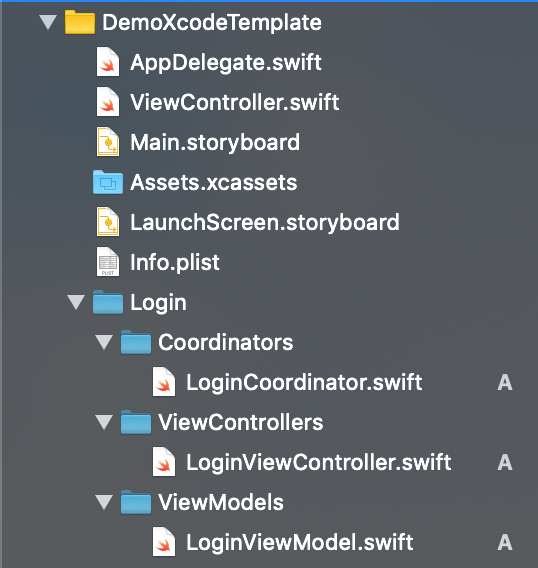 DemoXcodeTemplate
AppDelegate.swift
ViewController.swift
Main.storyboard
Assets.xcassets
LaunchScreen.storyboard
PLIST Info.plist
Login
Coordinators
LoginCoordinator.swift A
ViewControllers
LoginViewController.swift A
ViewModels
LoginViewModel.swift A